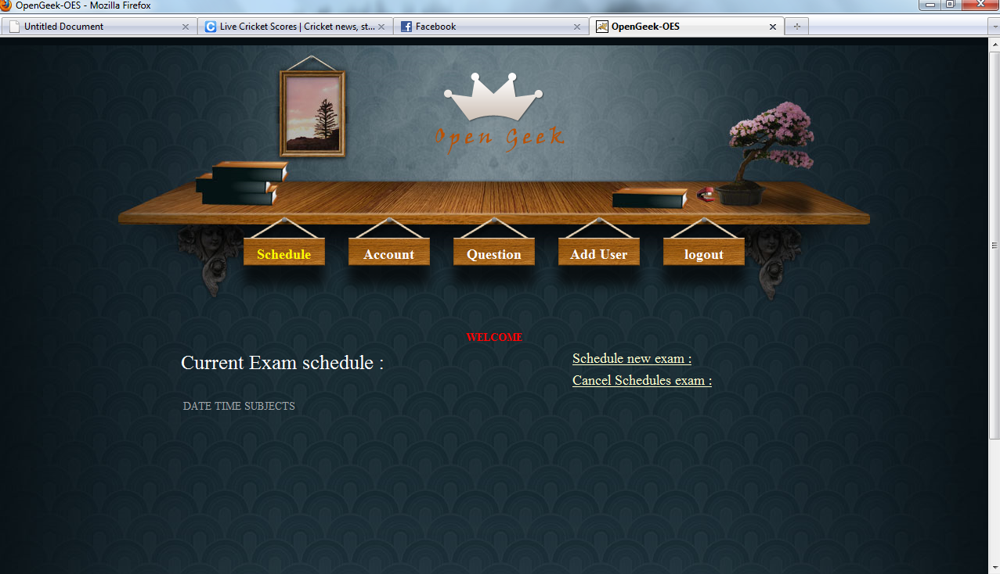 OpenGeek-OES - Mozilla Firefox
Untitled Document
Live Cricket Scores | Cricket news, st...
Facebook
OpenGeek-OES
Open Geek
Schedule
Account
Question
Add User
logout
WELCOME
Current Exam schedule :
Schedule new exam :
Cancel Schedules exam :
DATE TIME SUBJECTS